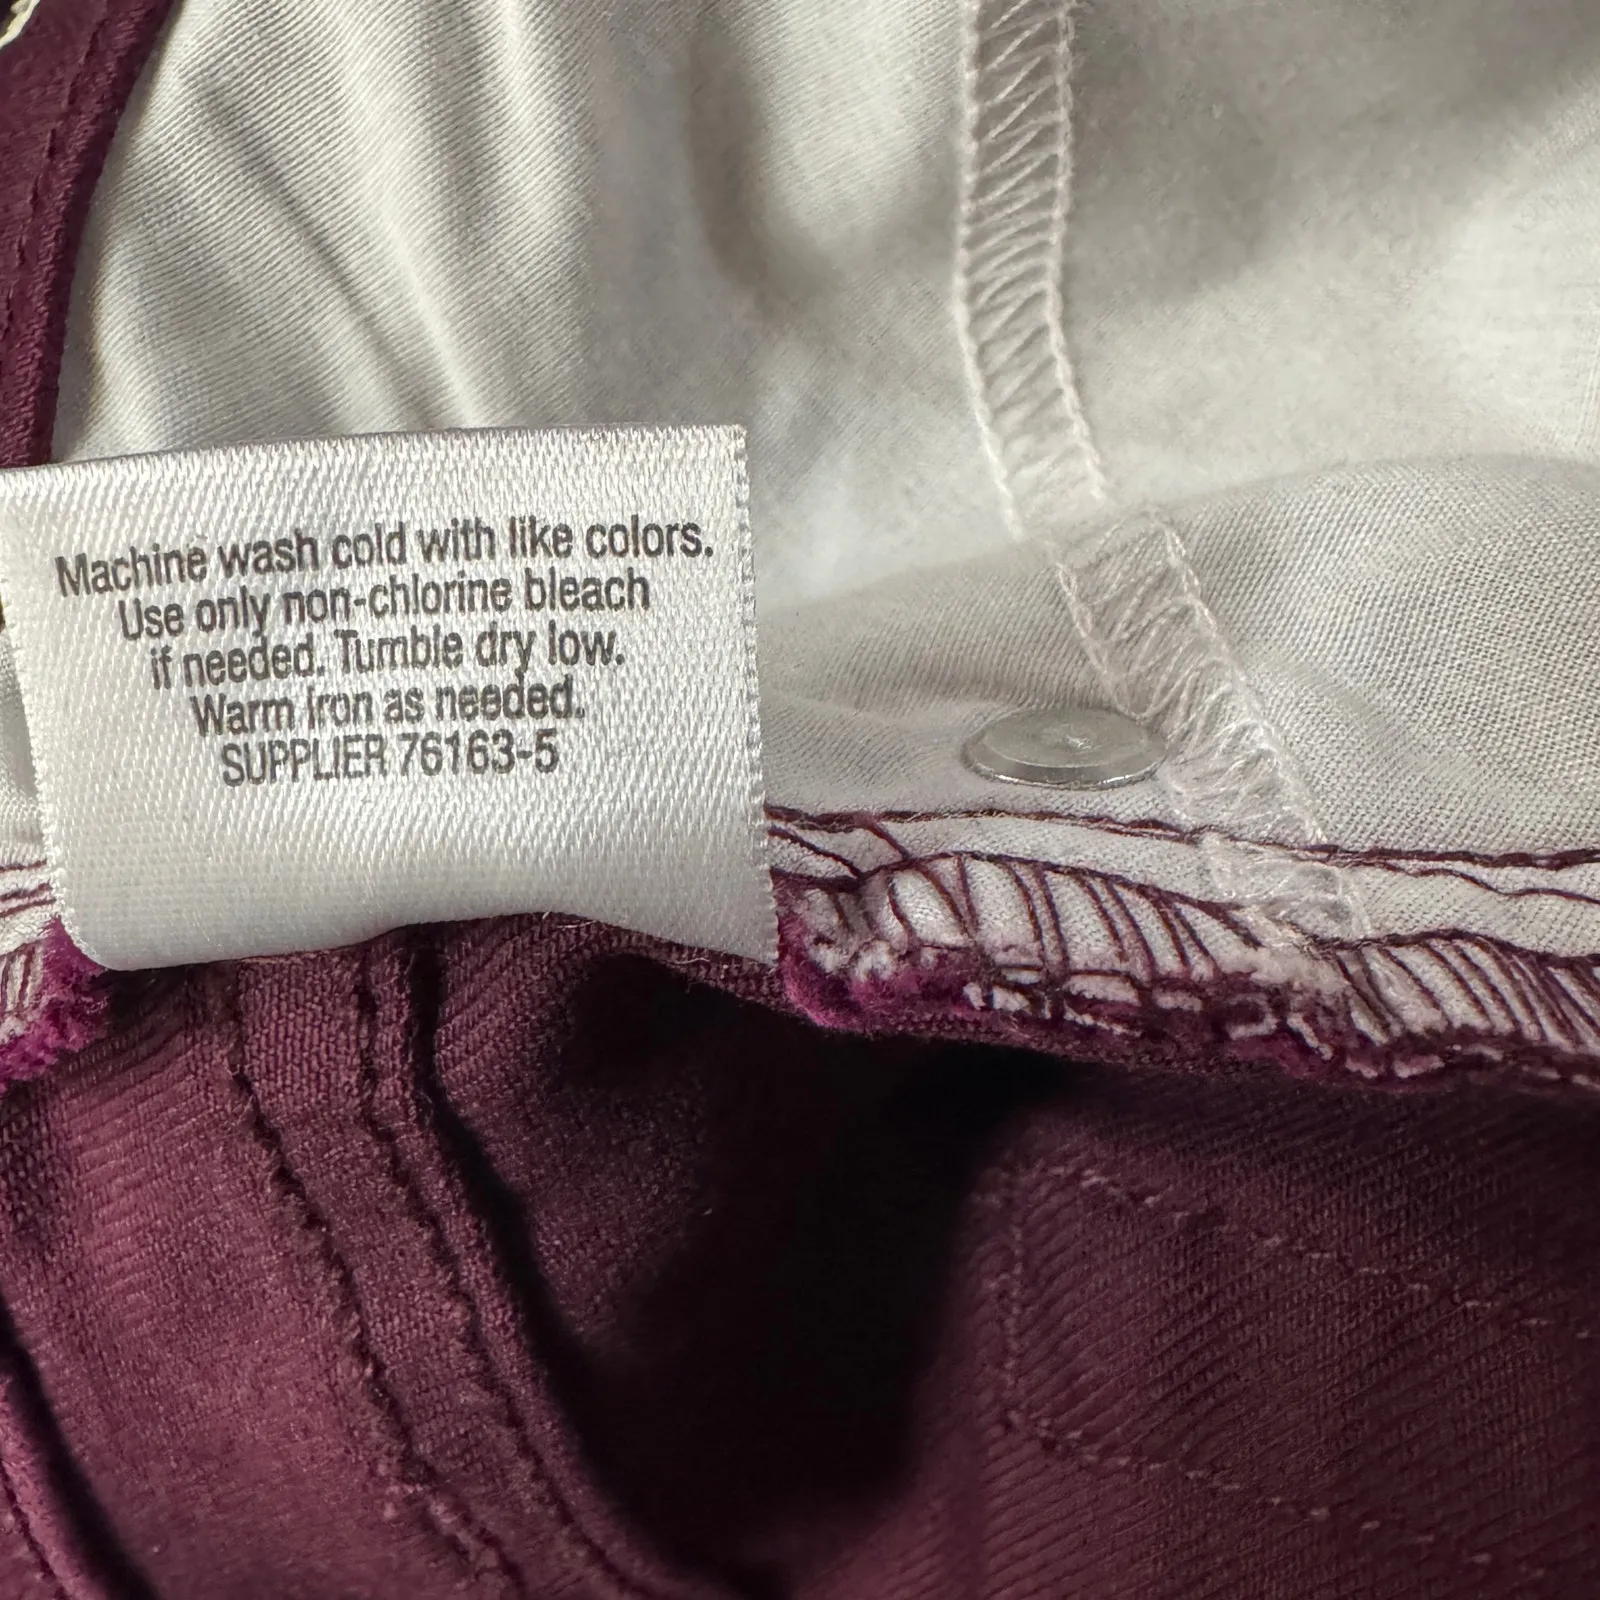 Machine wash cold with like colors.
Use only non-chlorine bleach
if needed. Tumble dry low.
Warm iron as needed.
SUPPLIER 76163-5